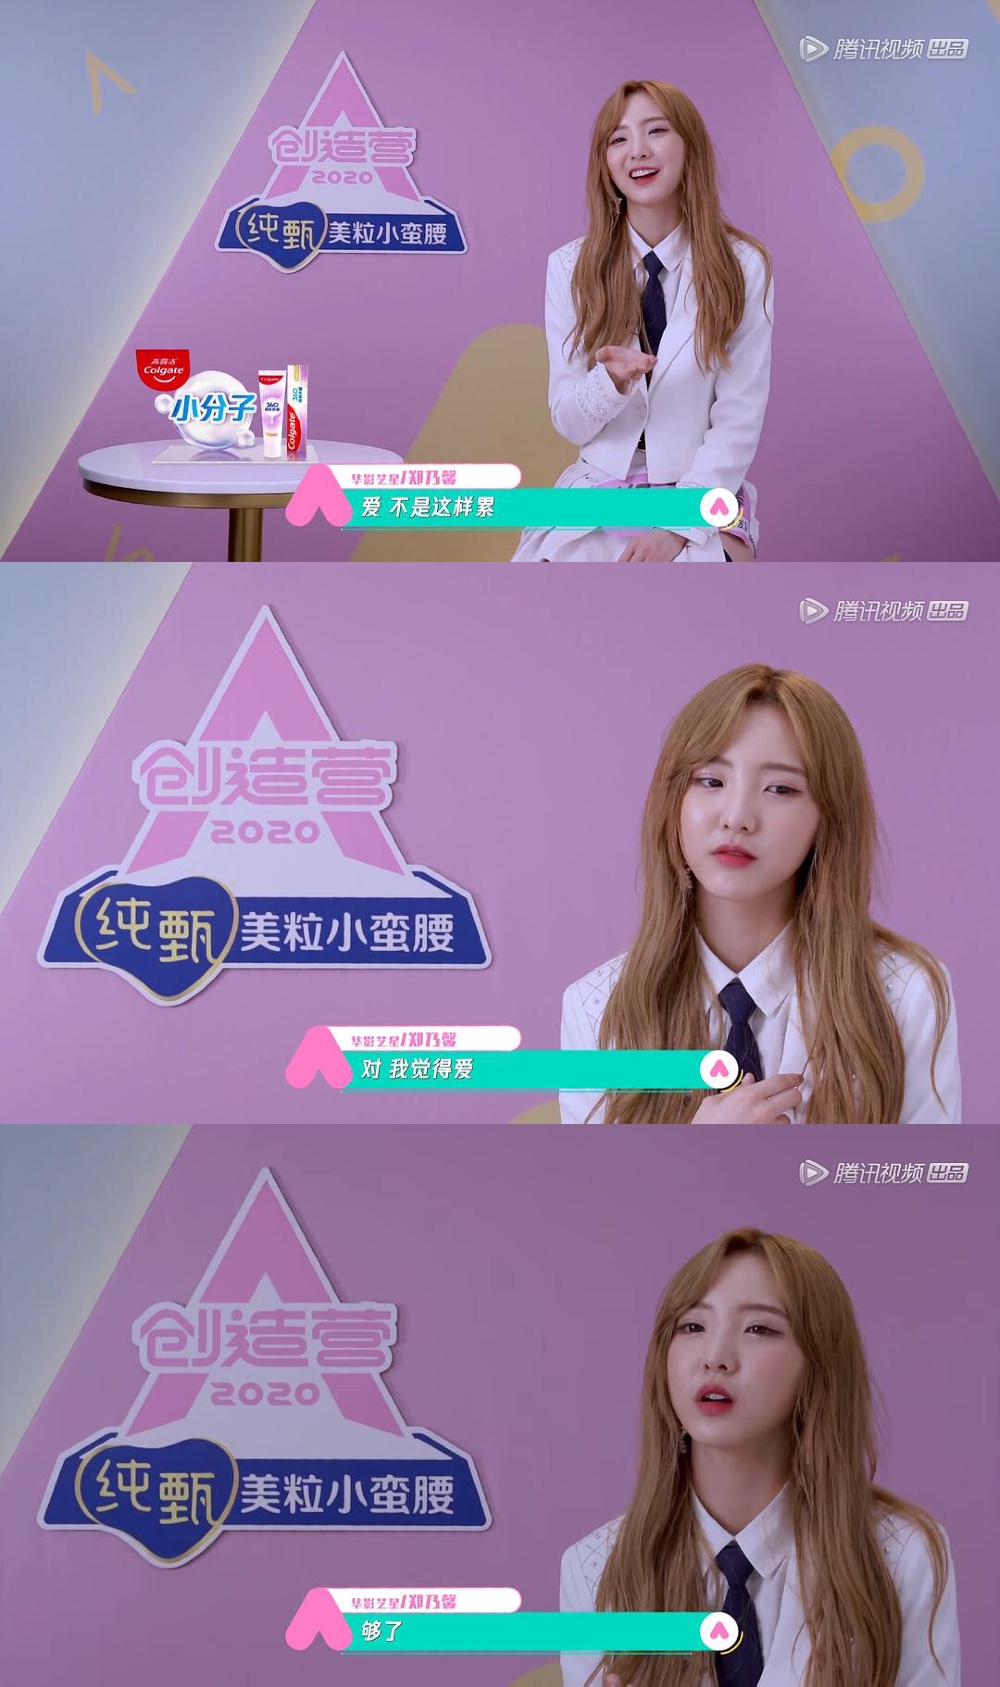 腾讯视频 出品
创造营
2020
纯甄 美粒小蛮腰
高露洁
Colgate
小分子
Colgate
360
Colgate
华影艺星/郑乃馨
爱 不是这样累
腾讯视频 出品
创造营
2020
纯甄 美粒小蛮腰
华影艺星/郑乃馨
对 我觉得爱
腾讯视频 出品
创造营
2020
纯甄 美粒小蛮腰
华影艺星/郑乃馨
够了